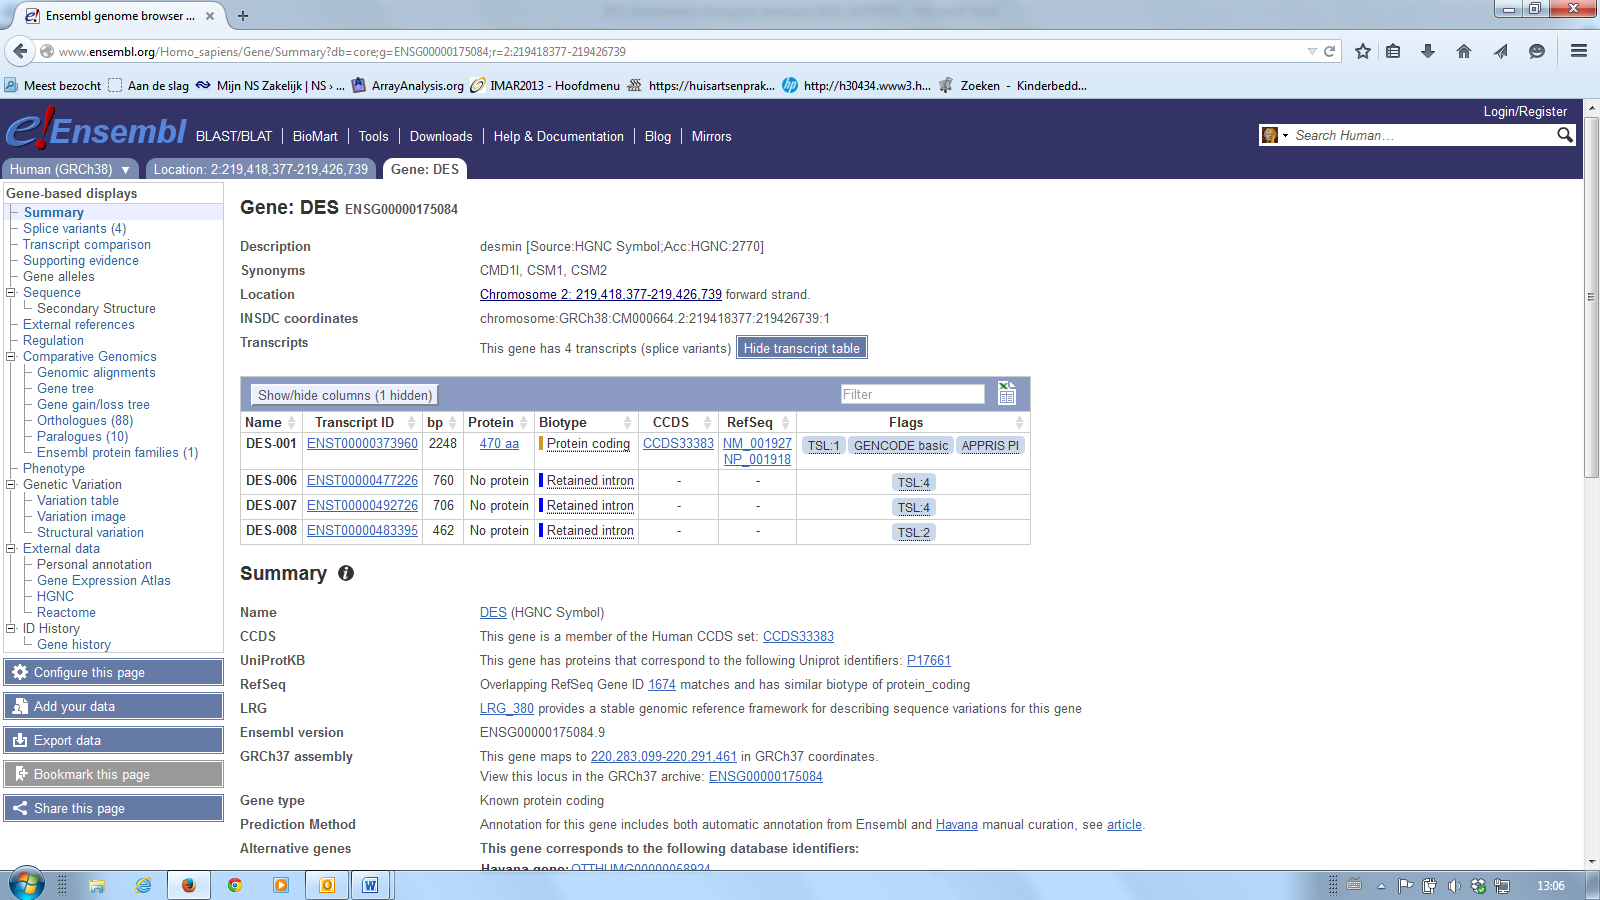 Ensembl genome browser ...
www.ensembl.org/Homo_sapiens/Gene/Summary?db=core;g=ENSG00000175084;r=2:219418377-219426739
Meest bezocht Aan de slag Mijn NS Zakelijk | NS › ... ArrayAnalysis.org IMAR2013 - Hoofdmenu https://huisartsenprak... http://h30434.www3.h... Zoeken - Kinderbedd...
Login/Register
e!Ensembl BLAST/BLAT BioMart Tools Downloads Help & Documentation Blog Mirrors
Search Human...
Human (GRCh38) ▼ Location: 2:219,418,377-219,426,739 Gene: DES
Gene-based displays
Summary
Splice variants (4)
Transcript comparison
Supporting evidence
Gene alleles
Sequence
Secondary Structure
External references
Regulation
Comparative Genomics
Genomic alignments
Gene tree
Gene gain/loss tree
Orthologues (88)
Paralogues (10)
Ensembl protein families (1)
Phenotype
Genetic Variation
Variation table
Variation image
Structural variation
External data
Personal annotation
Gene Expression Atlas
HGNC
Reactome
ID History
Gene history
Configure this page
Add your data
Export data
Bookmark this page
Share this page
Gene: DES ENSG00000175084
Description desmin [Source:HGNC Symbol;Acc:HGNC:2770]
Synonyms CMD1I, CSM1, CSM2
Location Chromosome 2: 219,418,377-219,426,739 forward strand.
INSDC coordinates chromosome:GRCh38:CM000664.2:219418377:219426739:1
Transcripts This gene has 4 transcripts (splice variants) Hide transcript table
Show/hide columns (1 hidden) Filter
Name Transcript ID bp Protein Biotype CCDS RefSeq Flags
DES-001 ENST00000373960 2248 470 aa Protein coding CCDS33383 NM_001927 TSL:1 GENCODE basic APPRIS PI
NP_001918
DES-006 ENST00000477226 760 No protein Retained intron - - TSL:4
DES-007 ENST00000492726 706 No protein Retained intron - - TSL:4
DES-008 ENST00000483395 462 No protein Retained intron - - TSL:2
Summary
Name DES (HGNC Symbol)
CCDS This gene is a member of the Human CCDS set: CCDS33383
UniProtKB This gene has proteins that correspond to the following Uniprot identifiers: P17661
RefSeq Overlapping RefSeq Gene ID 1674 matches and has similar biotype of protein_coding
LRG LRG_380 provides a stable genomic reference framework for describing sequence variations for this gene
Ensembl version ENSG00000175084.9
GRCh37 assembly This gene maps to 220,283,099-220,291,461 in GRCh37 coordinates.
View this locus in the GRCh37 archive: ENSG00000175084
Gene type Known protein coding
Prediction Method Annotation for this gene includes both automatic annotation from Ensembl and Havana manual curation, see article.
Alternative genes This gene corresponds to the following database identifiers:
Havana gene: OTTHUMG00000058924
13:06